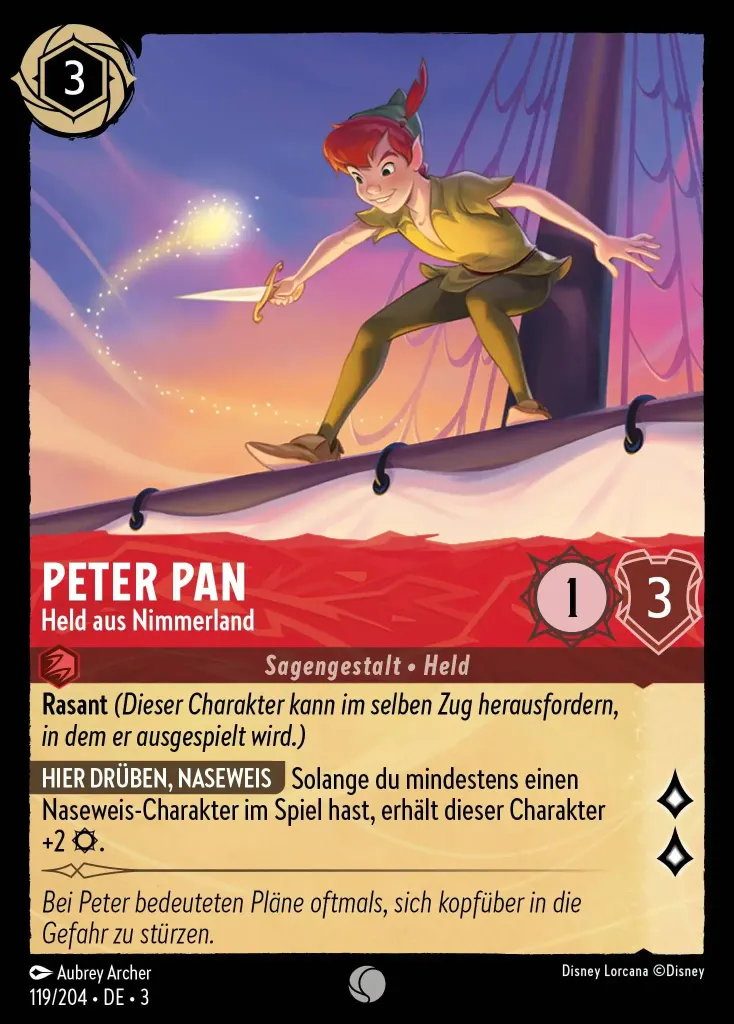 3
PETER PAN
Held aus Nimmerland
1
3
Sagengestalt • Held
Rasant (Dieser Charakter kann im selben Zug herausfordern,
in dem er ausgespielt wird.)
HIER DRÜBEN, NASEWEIS Solange du mindestens einen
Naseweis-Charakter im Spiel hast, erhält dieser Charakter
+2 .
Bei Peter bedeuteten Pläne oftmals, sich kopfüber in die
Gefahr zu stürzen.
Aubrey Archer
Disney Lorcana ©Disney
119/204 • DE • 3